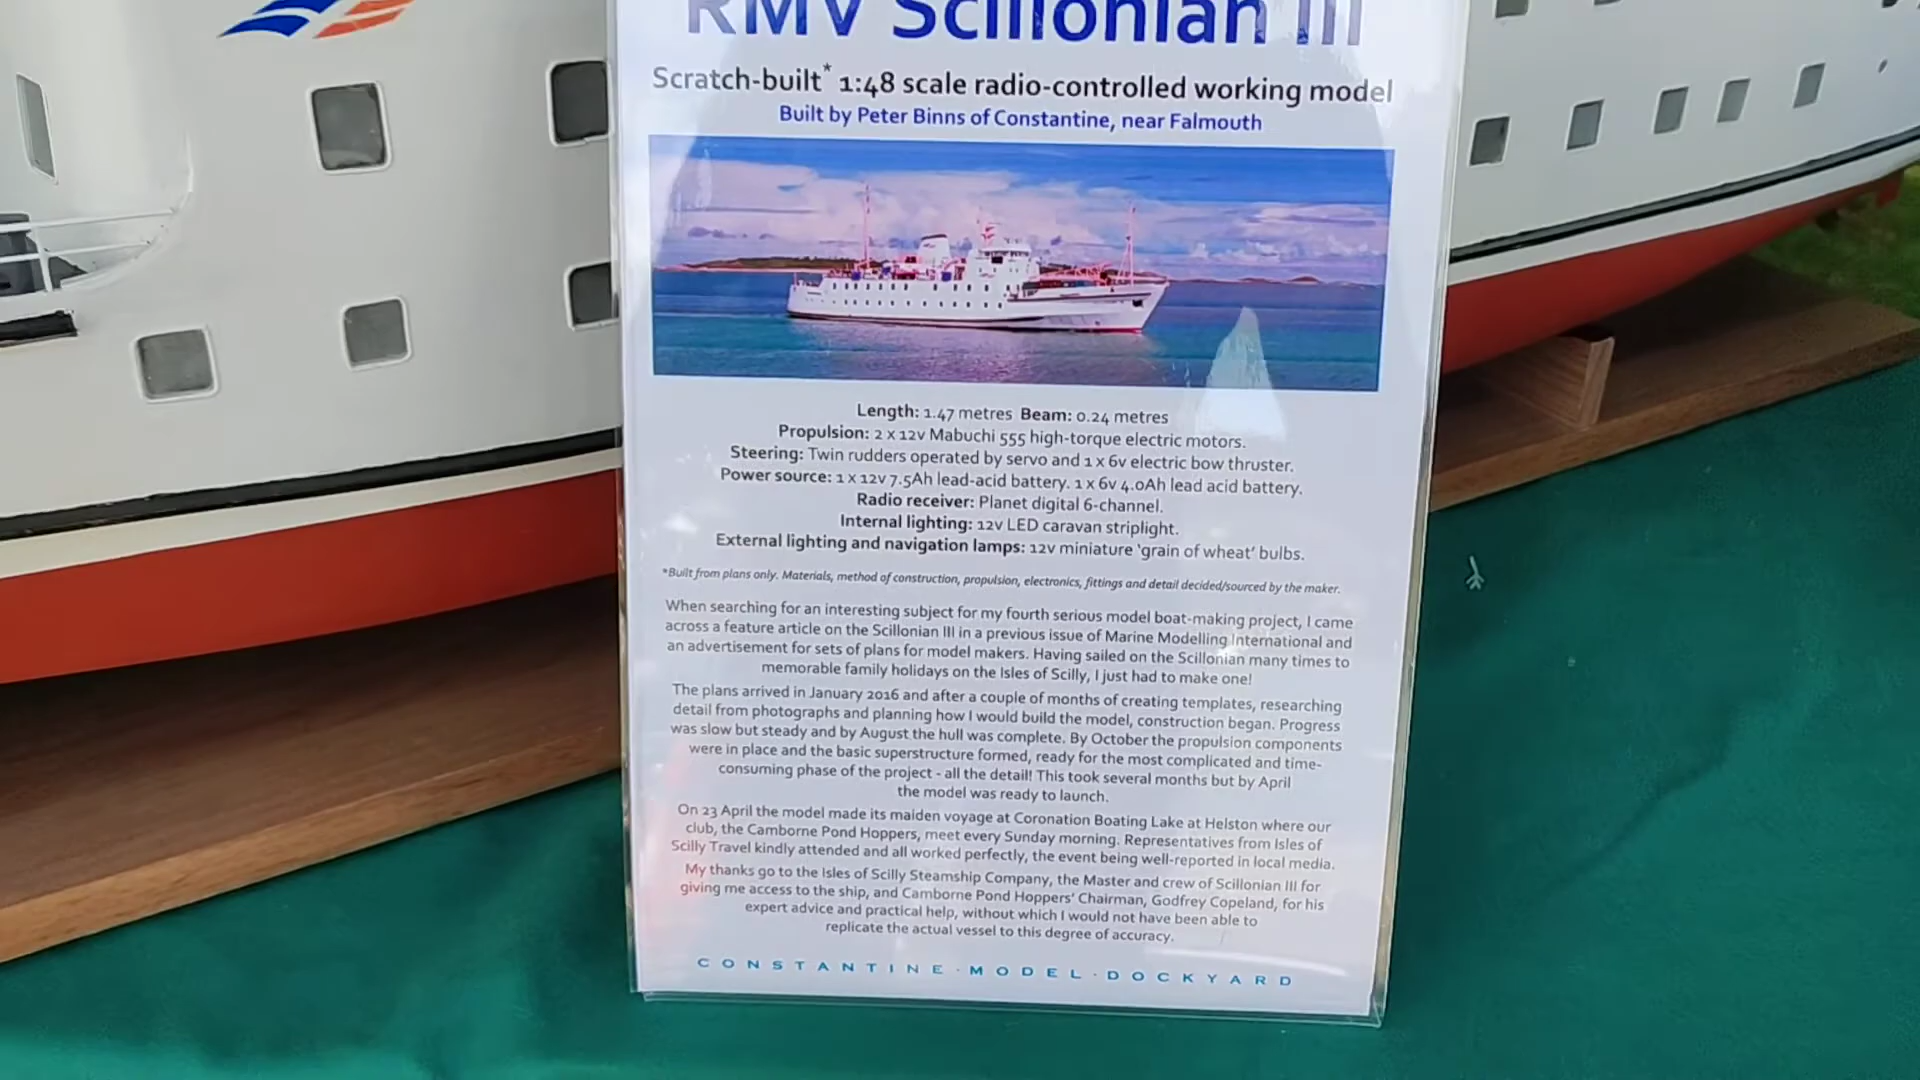 RMV Scillonian III
Scratch-built* 1:48 scale radio-controlled working model
Built by Peter Binns of Constantine, near Falmouth
Length: 1.47 metres Beam: 0.24 metres
Propulsion: 2 x 12v Mabuchi 555 high-torque electric motors.
Steering: Twin rudders operated by servo and 1 x 6v electric bow thruster.
Power source: 1 x 12v 7.5Ah lead-acid battery. 1 x 6v 4.0Ah lead acid battery.
Radio receiver: Planet digital 6-channel.
Internal lighting: 12v LED caravan striplight.
External lighting and navigation lamps: 12v miniature 'grain of wheat' bulbs.
*Built from plans only. Materials, method of construction, propulsion, electronics, fittings and detail decided/sourced by the maker.
When searching for an interesting subject for my fourth serious model boat-making project, I came
across a feature article on the Scillonian III in a previous issue of Marine Modelling International and
an advertisement for sets of plans for model makers. Having sailed on the Scillonian many times to
memorable family holidays on the Isles of Scilly, I just had to make one!
The plans arrived in January 2016 and after a couple of months of creating templates, researching
detail from photographs and planning how I would build the model, construction began. Progress
was slow but steady and by August the hull was complete. By October the propulsion components
were in place and the basic superstructure formed, ready for the most complicated and time-
consuming phase of the project - all the detail! This took several months but by April
the model was ready to launch.
On 23 April the model made its maiden voyage at Coronation Boating Lake at Helston where our
club, the Camborne Pond Hoppers, meet every Sunday morning. Representatives from Isles of
Scilly Travel kindly attended and all worked perfectly, the event being well-reported in local media.
My thanks go to the Isles of Scilly Steamship Company, the Master and crew of Scillonian III for
giving me access to the ship, and Camborne Pond Hoppers' Chairman, Godfrey Copeland, for his
expert advice and practical help, without which I would not have been able to
replicate the actual vessel to this degree of accuracy.
CONSTANTINE · MODEL · DOCKYARD